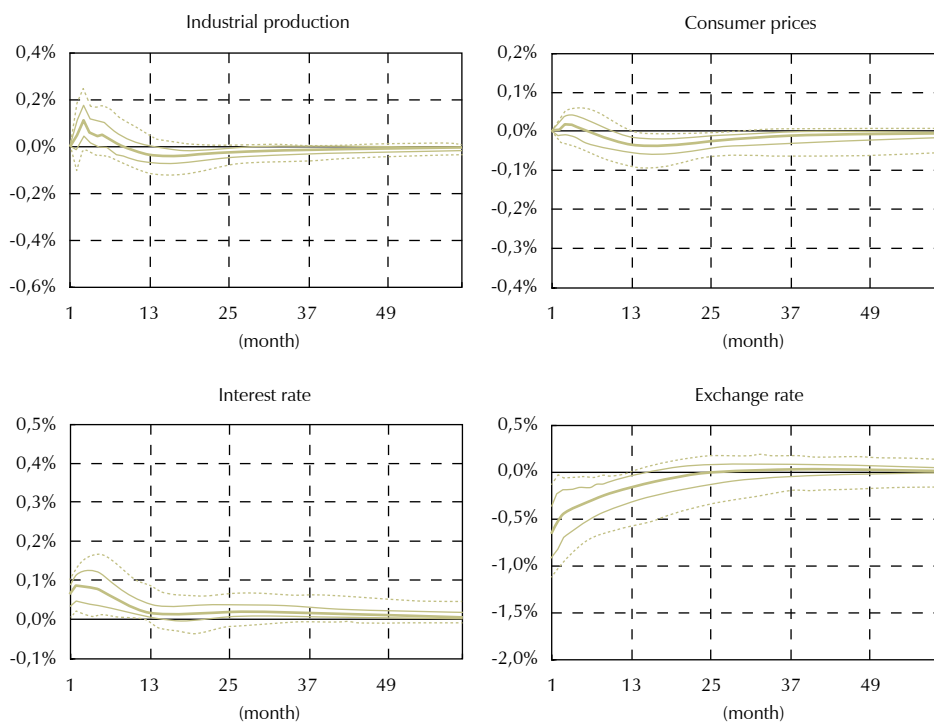 Industrial production
0,4%
0,2%
0,0%
-0,2%
-0,4%
-0,6%
1 13 25 37 49
(month)
Consumer prices
0,2%
0,1%
0,0%
-0,1%
-0,2%
-0,3%
-0,4%
1 13 25 37 49
(month)
Interest rate
0,5%
0,4%
0,3%
0,2%
0,1%
0,0%
-0,1%
1 13 25 37 49
(month)
Exchange rate
0,5%
0,0%
-0,5%
-1,0%
-1,5%
-2,0%
1 13 25 37 49
(month)